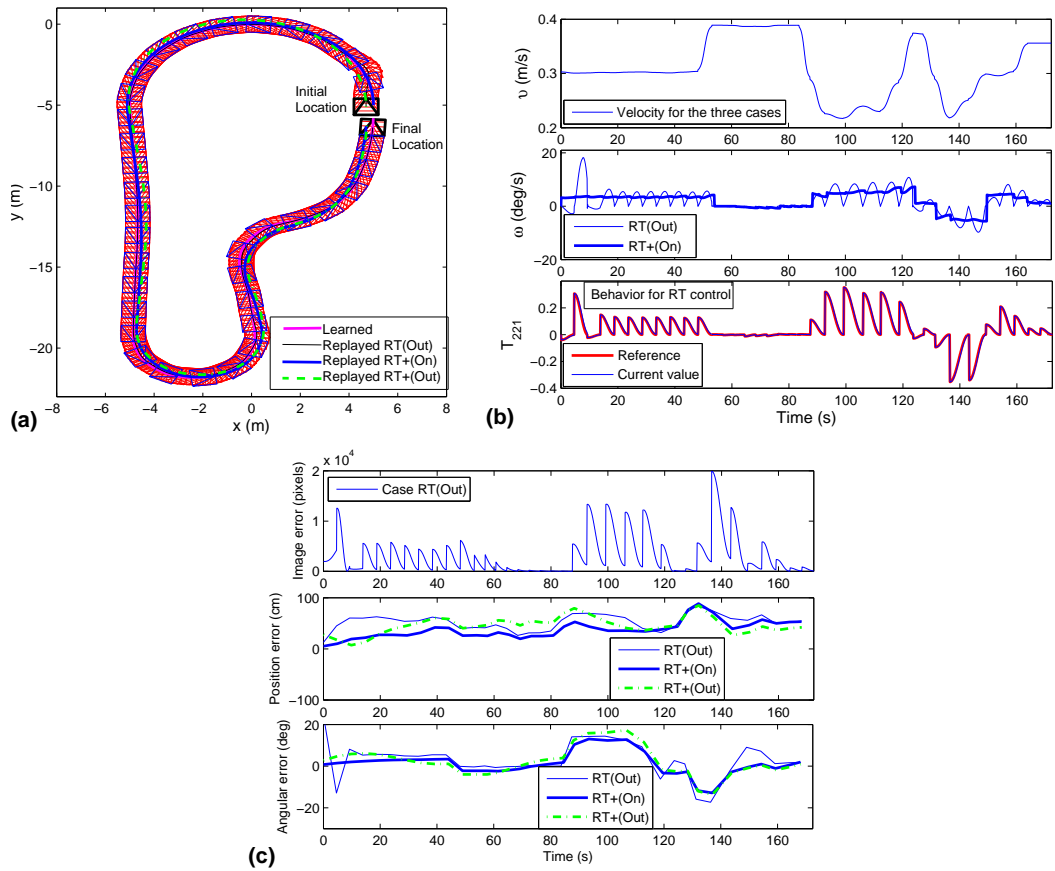 (a)
0
−5
−10
−15
−20
y (m)
−8 −6 −4 −2 0 2 4 6 8
x (m)
Initial
Location
Final
Location
Learned
Replayed RT(Out)
Replayed RT+(On)
Replayed RT+(Out)
(b)
0.4
0.3
0.2
υ (m/s)
Velocity for the three cases
0 20 40 60 80 100 120 140 160
20
0
−20
ω (deg/s)
RT(Out)
RT+(On)
0 20 40 60 80 100 120 140 160
0.2
0
−0.2
−0.4
T221
Behavior for RT control
Reference
Current value
0 20 40 60 80 100 120 140 160
Time (s)
(c)
x 10^4
2
1
0
Image error (pixels)
Case RT(Out)
0 20 40 60 80 100 120 140 160
100
0
−100
Position error (cm)
RT(Out)
RT+(On)
RT+(Out)
0 20 40 60 80 100 120 140 160
20
0
−20
Angular error (deg)
RT(Out)
RT+(On)
RT+(Out)
0 20 40 60 80 100 120 140 160
Time (s)